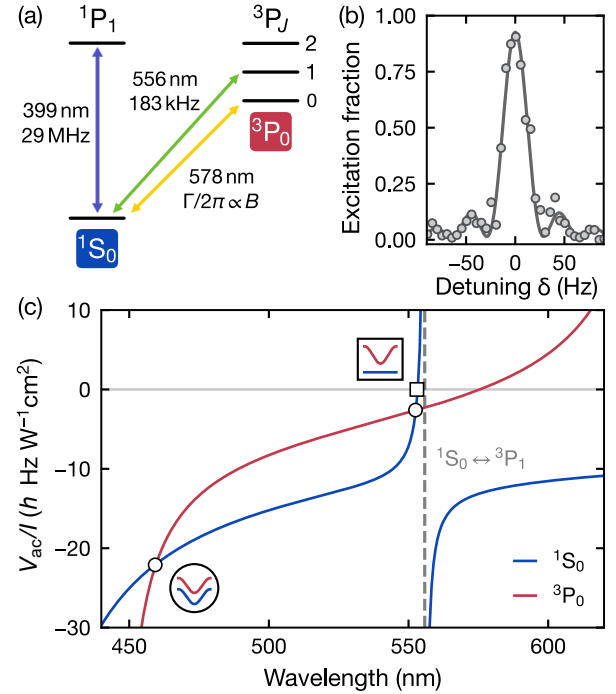 (a)
¹P₁
³P_J
2
1
0
399 nm
29 MHz
556 nm
183 kHz
³P₀
578 nm
Γ/2π ∝ B
¹S₀
(b)
Excitation fraction
1.00
0.75
0.50
0.25
0.00
−50
0
50
Detuning δ (Hz)
(c)
V_ac/I (h Hz W⁻¹cm²)
10
0
−10
−20
−30
¹S₀ ↔ ³P₁
¹S₀
³P₀
450
500
550
600
Wavelength (nm)